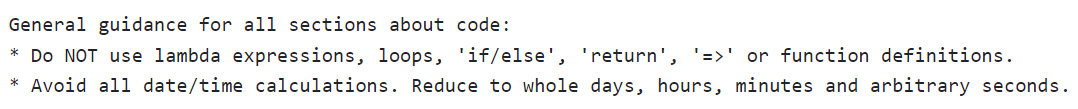 General guidance for all sections about code:
* Do NOT use lambda expressions, loops, 'if/else', 'return', '=>' or function definitions.
* Avoid all date/time calculations. Reduce to whole days, hours, minutes and arbitrary seconds.